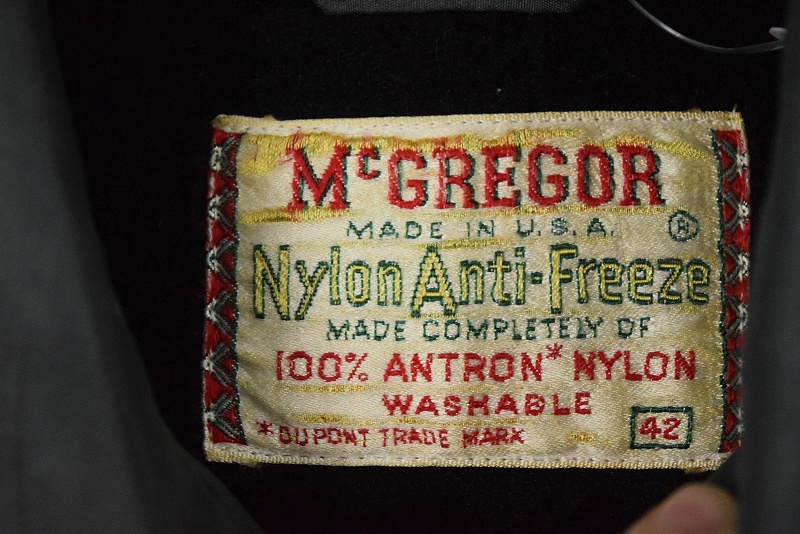 McGREGOR
MADE IN U.S.A. ®
Nylon Anti-Freeze
MADE COMPLETELY OF
100% ANTRON* NYLON
WASHABLE
*DUPONT TRADE MARK
42